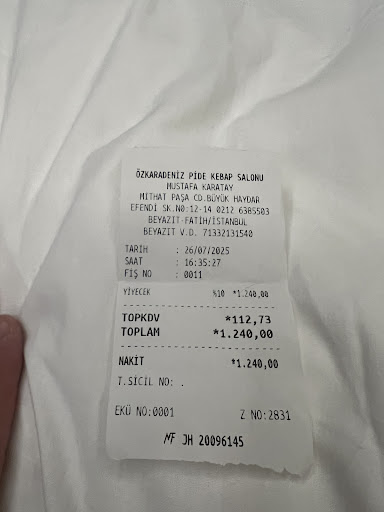 ÖZKARADENİZ PİDE KEBAP SALONU
MUSTAFA KARATAY
MITHAT PAŞA CD.BÜYÜK HAYDAR
EFENDİ SK.NO:12-14 0212 6385503
BEYAZIT-FATİH/İSTANBUL
BEYAZIT V.D. 71332131540
TARİH : 26/07/2025
SAAT : 16:35:27
FİŞ NO : 0011
YİYECEK %10 *1.240,00
TOPKDV *112,73
TOPLAM *1.240,00
NAKİT *1.240,00
T.SİCİL NO: .
EKÜ NO:0001 Z NO:2831
MF JH 20096145